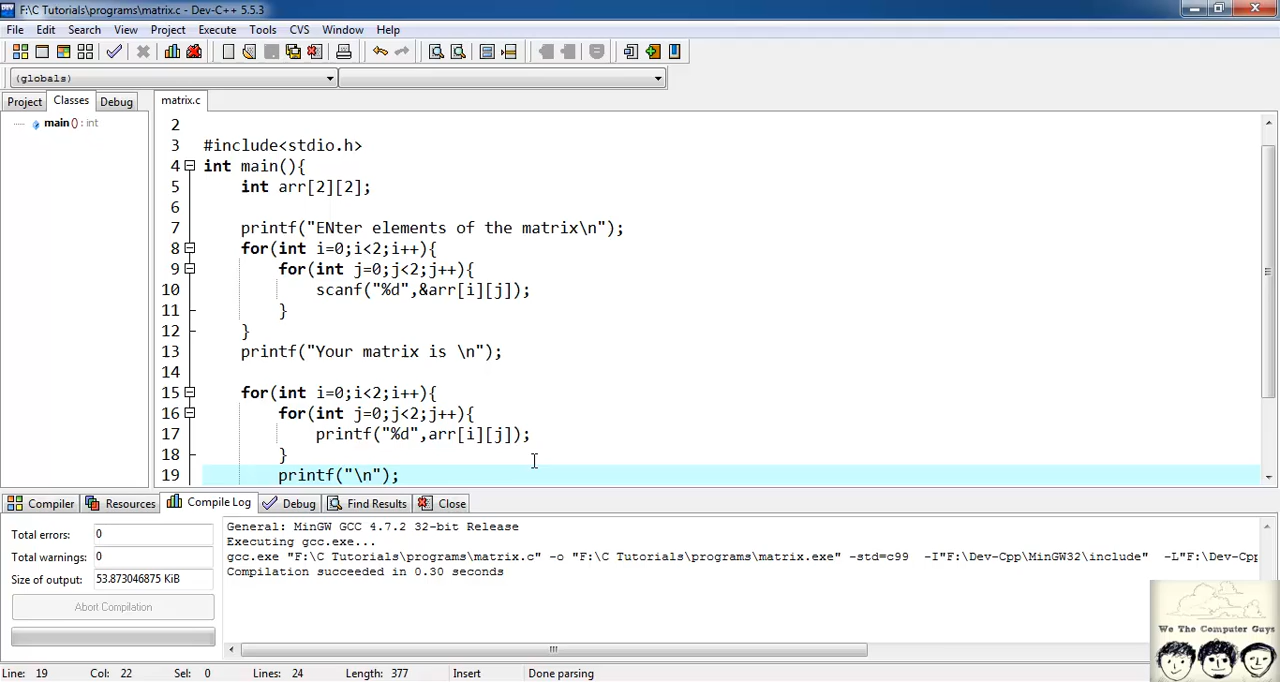 F:\C Tutorials\programs\matrix.c - Dev-C++ 5.5.3
File Edit Search View Project Execute Tools CVS Window Help
(globals)
Project Classes Debug
matrix.c
main () : int
2
3 #include<stdio.h>
4 int main(){
5 int arr[2][2];
6
7 printf("ENter elements of the matrix\n");
8 for(int i=0;i<2;i++){
9 for(int j=0;j<2;j++){
10 scanf("%d",&arr[i][j]);
11 }
12 }
13 printf("Your matrix is \n");
14
15 for(int i=0;i<2;i++){
16 for(int j=0;j<2;j++){
17 printf("%d",arr[i][j]);
18 }
19 printf("\n");
Compiler Resources Compile Log Debug Find Results Close
Total errors: 0
Total warnings: 0
Size of output: 53.873046875 KiB
Abort Compilation
General: MinGW GCC 4.7.2 32-bit Release
Executing gcc.exe...
gcc.exe "F:\C Tutorials\programs\matrix.c" -o "F:\C Tutorials\programs\matrix.exe" -std=c99 -I"F:\Dev-Cpp\MinGW32\include" -L"F:\Dev-Cpp
Compilation succeeded in 0.30 seconds
We The Computer Guys
Line: 19 Col: 22 Sel: 0 Lines: 24 Length: 377 Insert Done parsing